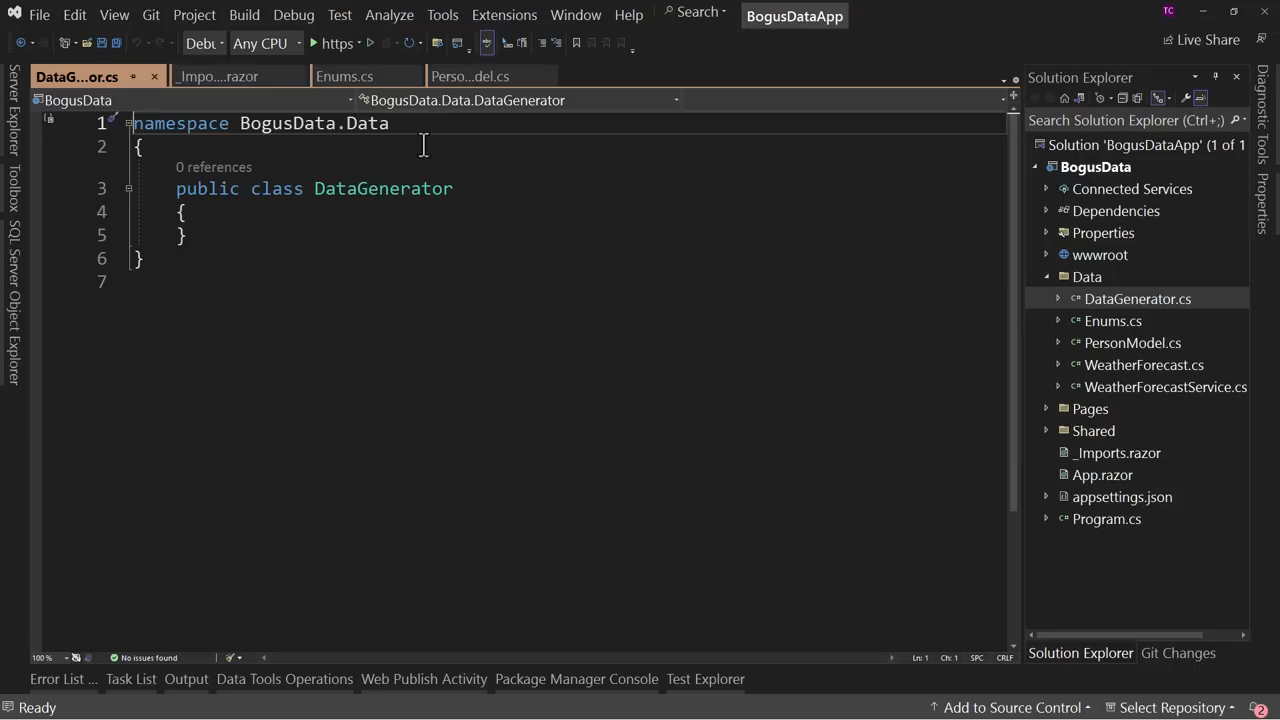 File Edit View Git Project Build Debug Test Analyze Tools Extensions Window Help Search BogusDataApp TC
Debu Any CPU https Live Share
DataG...or.cs _Impo....razor Enums.cs Perso...del.cs
BogusData BogusData.Data.DataGenerator
1 namespace BogusData.Data
2 {
0 references
3 public class DataGenerator
4 {
5 }
6 }
7
100 % No issues found Ln: 1 Ch: 1 SPC CRLF
Server Explorer
Toolbox
SQL Server Object Explorer
Solution Explorer
Search Solution Explorer (Ctrl+;)
Solution 'BogusDataApp' (1 of 1
BogusData
Connected Services
Dependencies
Properties
wwwroot
Data
C# DataGenerator.cs
C# Enums.cs
C# PersonModel.cs
C# WeatherForecast.cs
C# WeatherForecastService.cs
Pages
Shared
_Imports.razor
App.razor
appsettings.json
C# Program.cs
Solution Explorer Git Changes
Diagnostic Tools
Properties
Error List ... Task List Output Data Tools Operations Web Publish Activity Package Manager Console Test Explorer
Ready Add to Source Control Select Repository 2